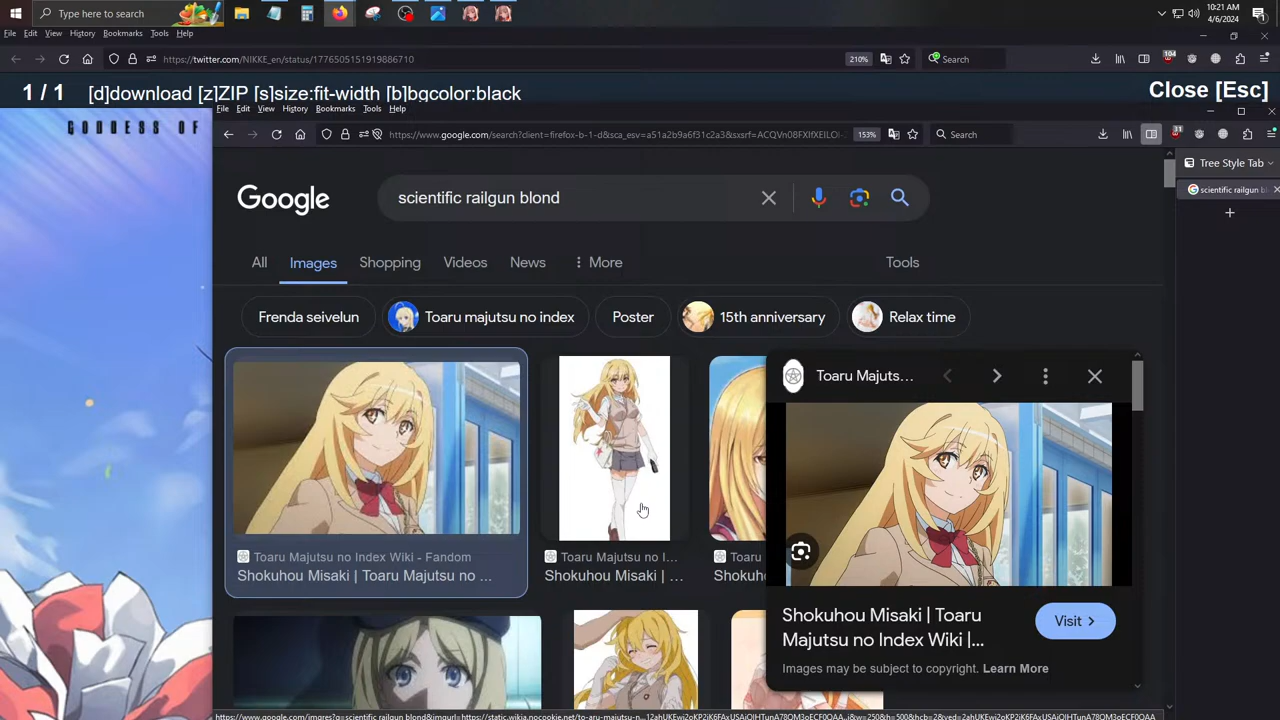 Type here to search
10:21 AM
4/6/2024
File Edit View History Bookmarks Tools Help
https://twitter.com/NIKKE_en/status/1776505151919886710
210%
Search
104
1 / 1 [d]download [z]ZIP [s]size:fit-width [b]bgcolor:black
Close [Esc]
GODDESS OF
File Edit View History Bookmarks Tools Help
153%
Search
31
Tree Style Tab
scientific railgun blo
Google
scientific railgun blond
All
Images
Shopping
Videos
News
More
Tools
Frenda seivelun
Toaru majutsu no index
Poster
15th anniversary
Relax time
Toaru Majuts...
Toaru Majutsu no Index Wiki - Fandom
Shokuhou Misaki | Toaru Majutsu no ...
Toaru Majutsu no I...
Shokuhou Misaki | ...
Toaru
Shokuho
Shokuhou Misaki | Toaru
Majutsu no Index Wiki |...
Visit
Images may be subject to copyright. Learn More